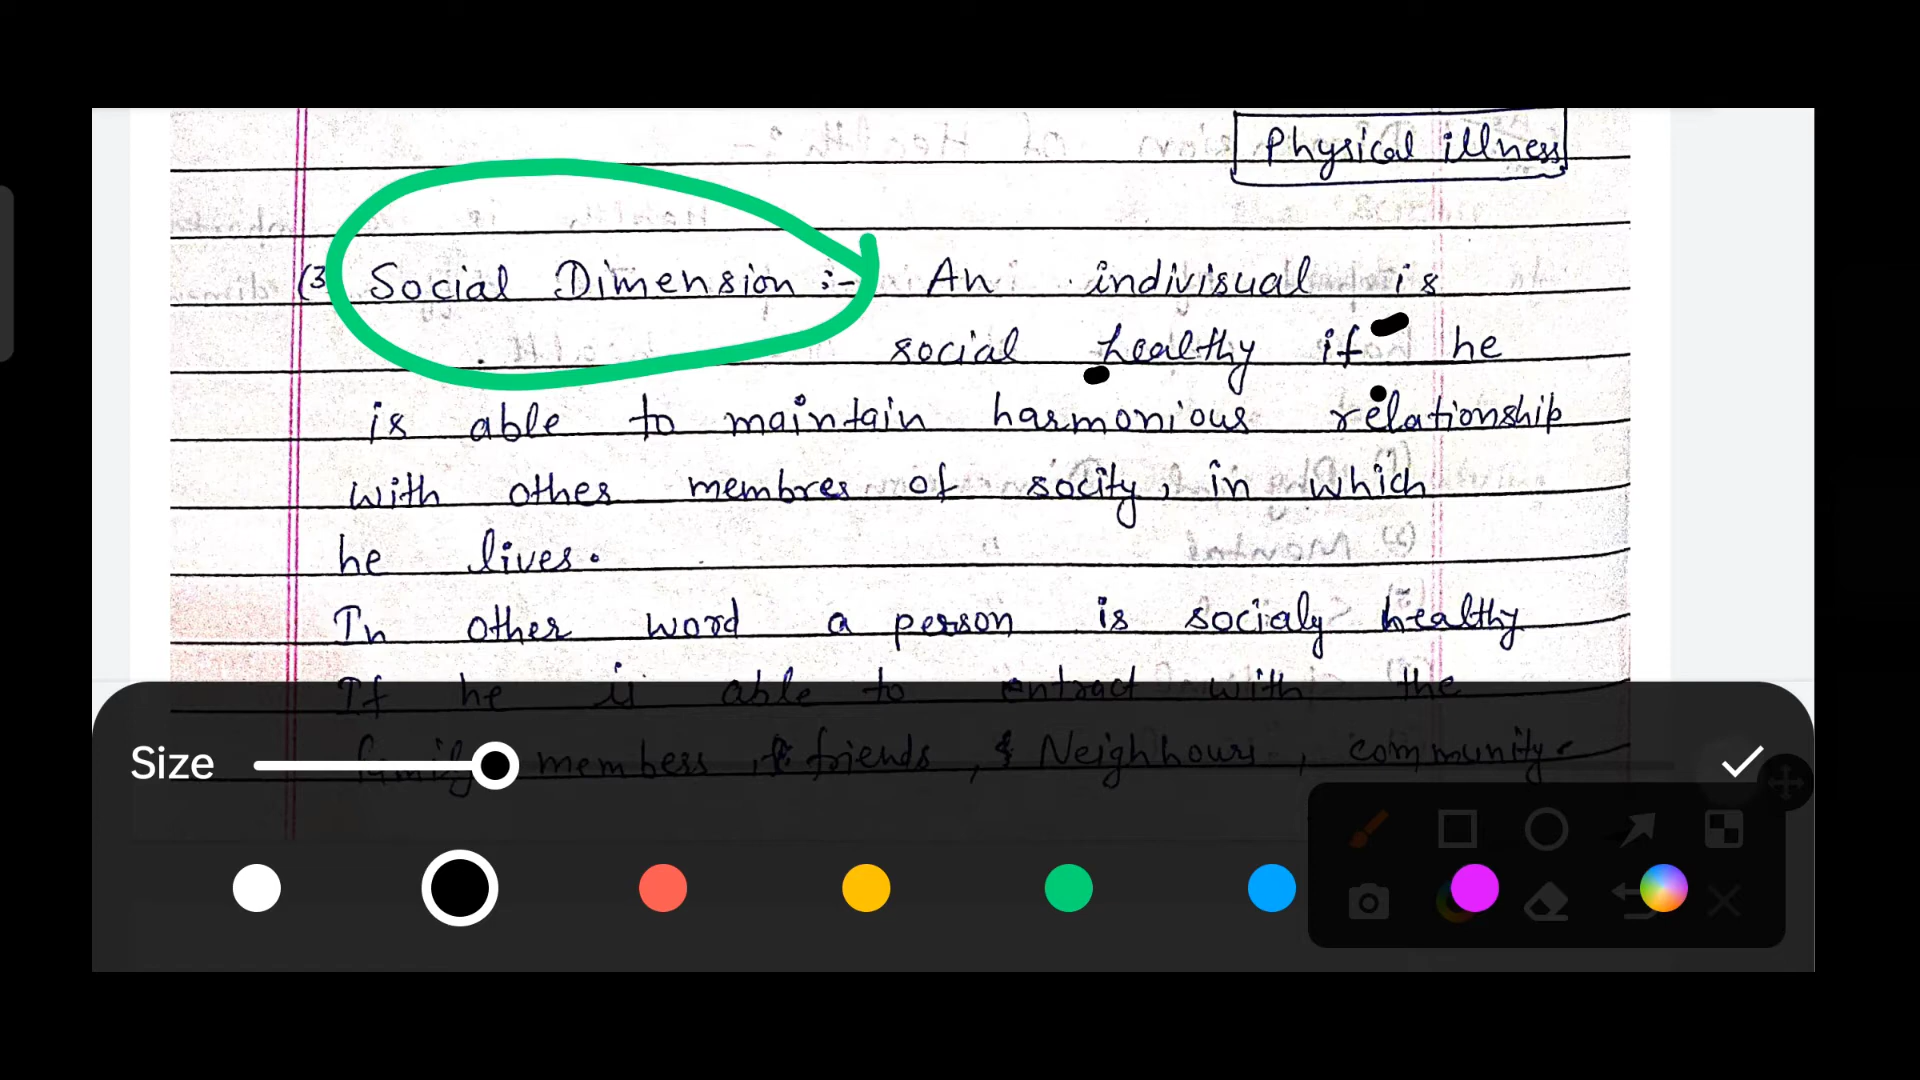 Physical illness
(3 Social Dimension :- An indivisual is
social healthy if he
is able to maintain harmonious relationship
with other membres of socity, in which
he lives.
In other word a person is socialy healthy
If he is able to entract with the
family members, & friends, & Neighbours, community
Size